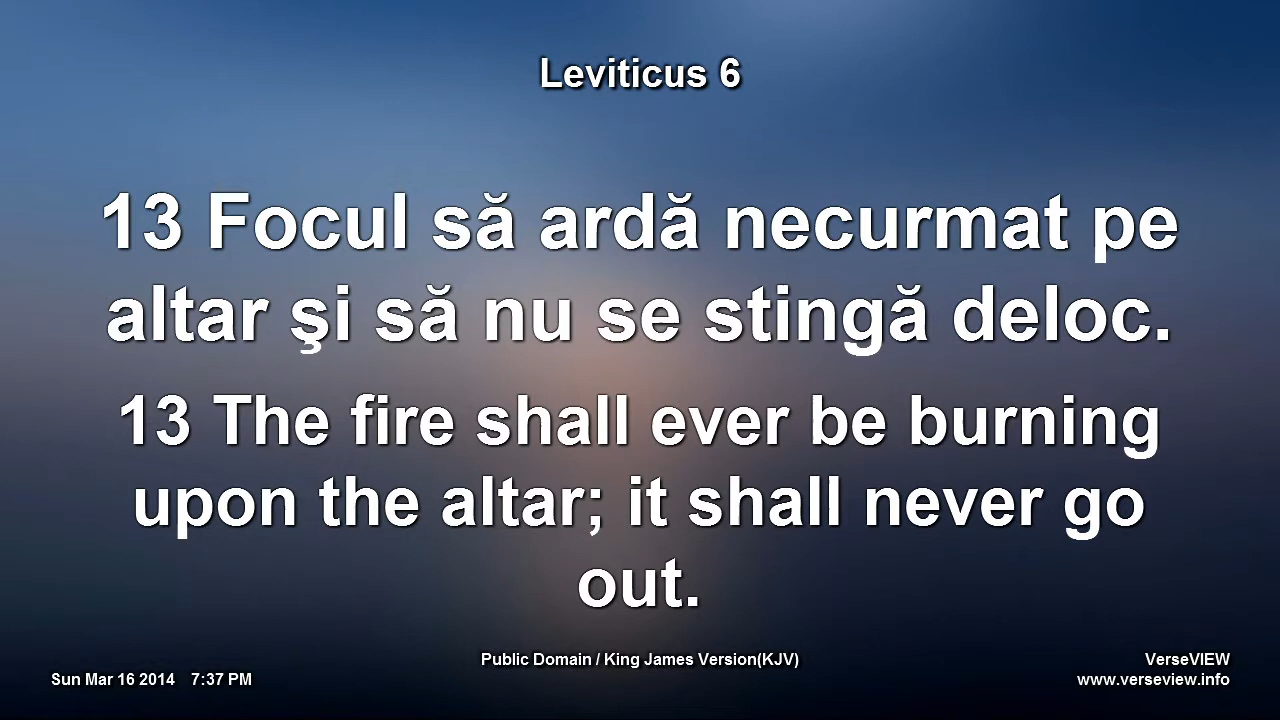 Leviticus 6
13 Focul să ardă necurmat pe
altar şi să nu se stingă deloc.
13 The fire shall ever be burning
upon the altar; it shall never go
out.
Public Domain / King James Version(KJV)
VerseVIEW
Sun Mar 16 2014 7:37 PM
www.verseview.info